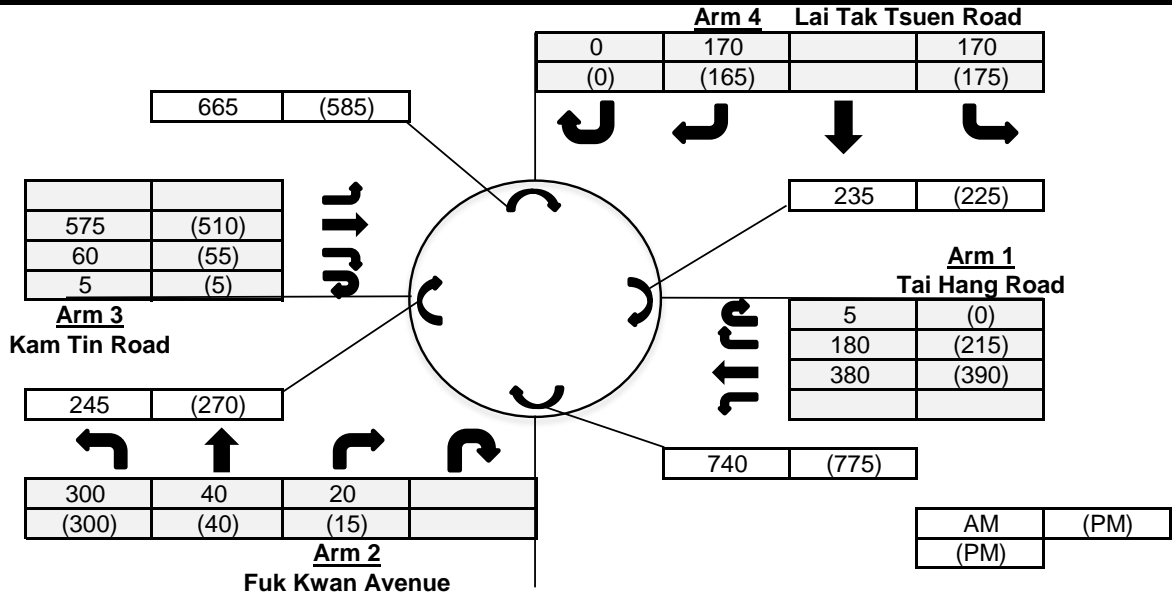 Arm 4 Lai Tak Tsuen Road
0 170 170
(0) (165) (175)
665 (585)
235 (225)
575 (510)
60 (55)
5 (5)
Arm 3
Kam Tin Road
Arm 1
Tai Hang Road
5 (0)
180 (215)
380 (390)
245 (270)
740 (775)
300 40 20
(300) (40) (15)
Arm 2
Fuk Kwan Avenue
AM (PM)
(PM)